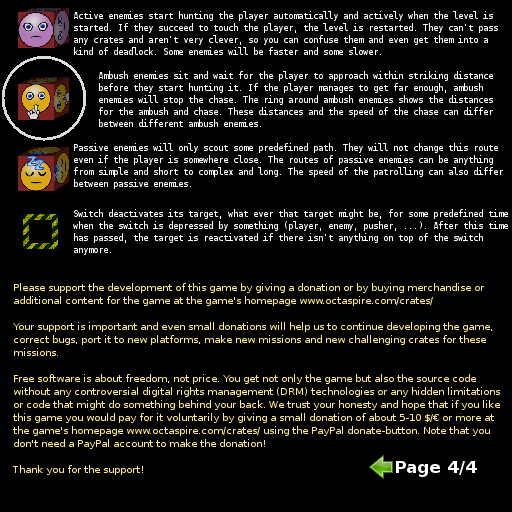 Active enemies start hunting the player automatically and actively when the level is
started. If they succeed to touch the player, the level is restarted. They can't pass
any crates and aren't very clever, so you can confuse them and even get them into a
kind of deadlock. Some enemies will be faster and some slower.
Ambush enemies sit and wait for the player to approach within striking distance
before they start hunting it. If the player manages to get far enough, ambush
enemies will stop the chase. The ring around ambush enemies shows the distances
for the ambush and chase. These distances and the speed of the chase can differ
between different ambush enemies.
Passive enemies will only scout some predefined path. They will not change this route
even if the player is somewhere close. The routes of passive enemies can be anything
from simple and short to complex and long. The speed of the patrolling can also differ
between passive enemies.
Switch deactivates its target, what ever that target might be, for some predefined time
when the switch is depressed by something (player, enemy, pusher, ...). After this time
has passed, the target is reactivated if there isn't anything on top of the switch
anymore.
Please support the development of this game by giving a donation or by buying merchandise or
additional content for the game at the game's homepage www.octaspire.com/crates/
Your support is important and even small donations will help us to continue developing the game,
correct bugs, port it to new platforms, make new missions and new challenging crates for these
missions.
Free software is about freedom, not price. You get not only the game but also the source code
without any controversial digital rights management (DRM) technologies or any hidden limitations
or code that might do something behind your back. We trust your honesty and hope that if you like
this game you would pay for it voluntarily by giving a small donation of about 5-10 $/€ or more at
the game's homepage www.octaspire.com/crates/ using the PayPal donate-button. Note that you
don't need a PayPal account to make the donation!
Thank you for the support!
Page 4/4